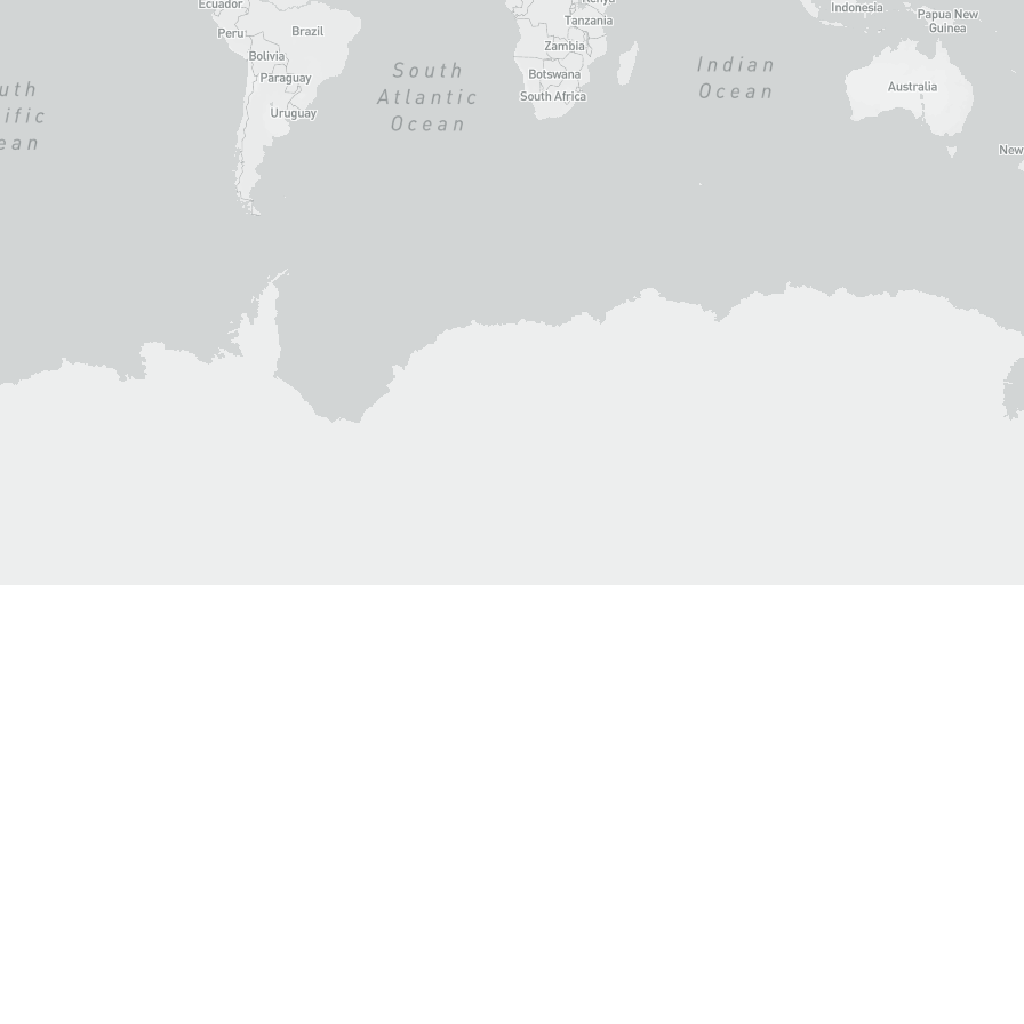 Ecuador
Peru
Brazil
Bolivia
Paraguay
Uruguay
uth
ific
ean
South
Atlantic
Ocean
Kenya
Tanzania
Zambia
Botswana
South Africa
Indian
Ocean
Indonesia
Papua New
Guinea
Australia
New